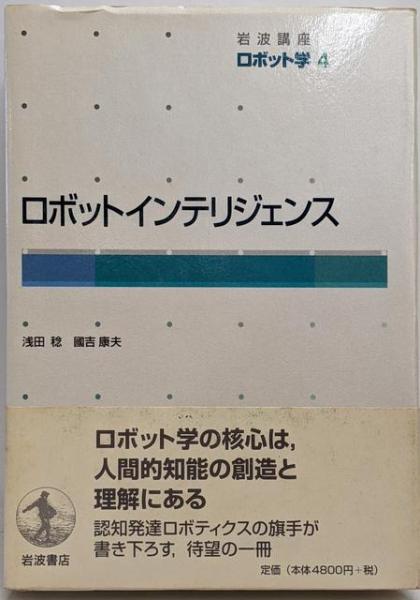 岩波講座
ロボット学 4
ロボットインテリジェンス
浅田 稔 國吉 康夫
ロボット学の核心は,
人間的知能の創造と
理解にある
認知発達ロボティクスの旗手が
書き下ろす, 待望の一冊
岩波書店
定価(本体4800円+税)